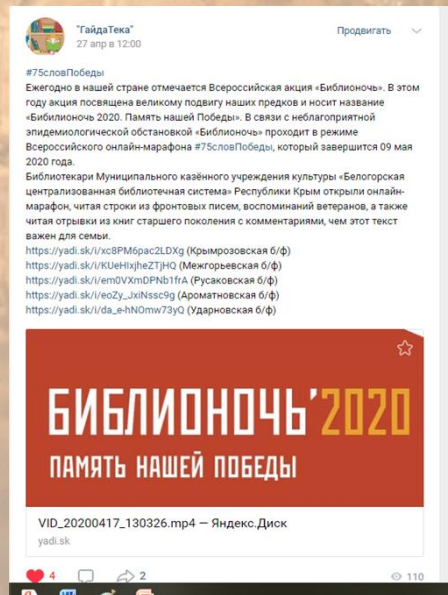 "ГайдаТека"
Продвигать
27 апр в 12:00
#75словПобеды
Ежегодно в нашей стране отмечается Всероссийская акция «Библионочь». В этом
году акция посвящена великому подвигу наших предков и носит название
«Бибилионочь 2020. Память нашей Победы». В связи с неблагоприятной
эпидемиологической обстановкой «Библионочь» проходит в режиме
Всероссийского онлайн-марафона #75словПобеды, который завершится 09 мая
2020 года.
Библиотекари Муниципального казённого учреждения культуры «Белогорская
централизованная библиотечная система» Республики Крым открыли онлайн-
марафон, читая строки из фронтовых писем, воспоминаний ветеранов, а также
читая отрывки из книг старшего поколения с комментариями, чем этот текст
важен для семьи.
https://yadi.sk/i/xc8PM6pac2LDXg (Крымрозовская б/ф)
https://yadi.sk/i/KUeHIxjheZTjHQ (Межгорьевская б/ф)
https://yadi.sk/i/em0VXmDPNb1frA (Русаковская б/ф)
https://yadi.sk/i/eoZy_JxiNssc9g (Ароматновская б/ф)
https://yadi.sk/i/da_e-hNOmw73yQ (Ударновская б/ф)
БИБЛИОНОЧЬ'2020
ПАМЯТЬ НАШЕЙ ПОБЕДЫ
VID_20200417_130326.mp4 — Яндекс.Диск
yadi.sk
4
2
110